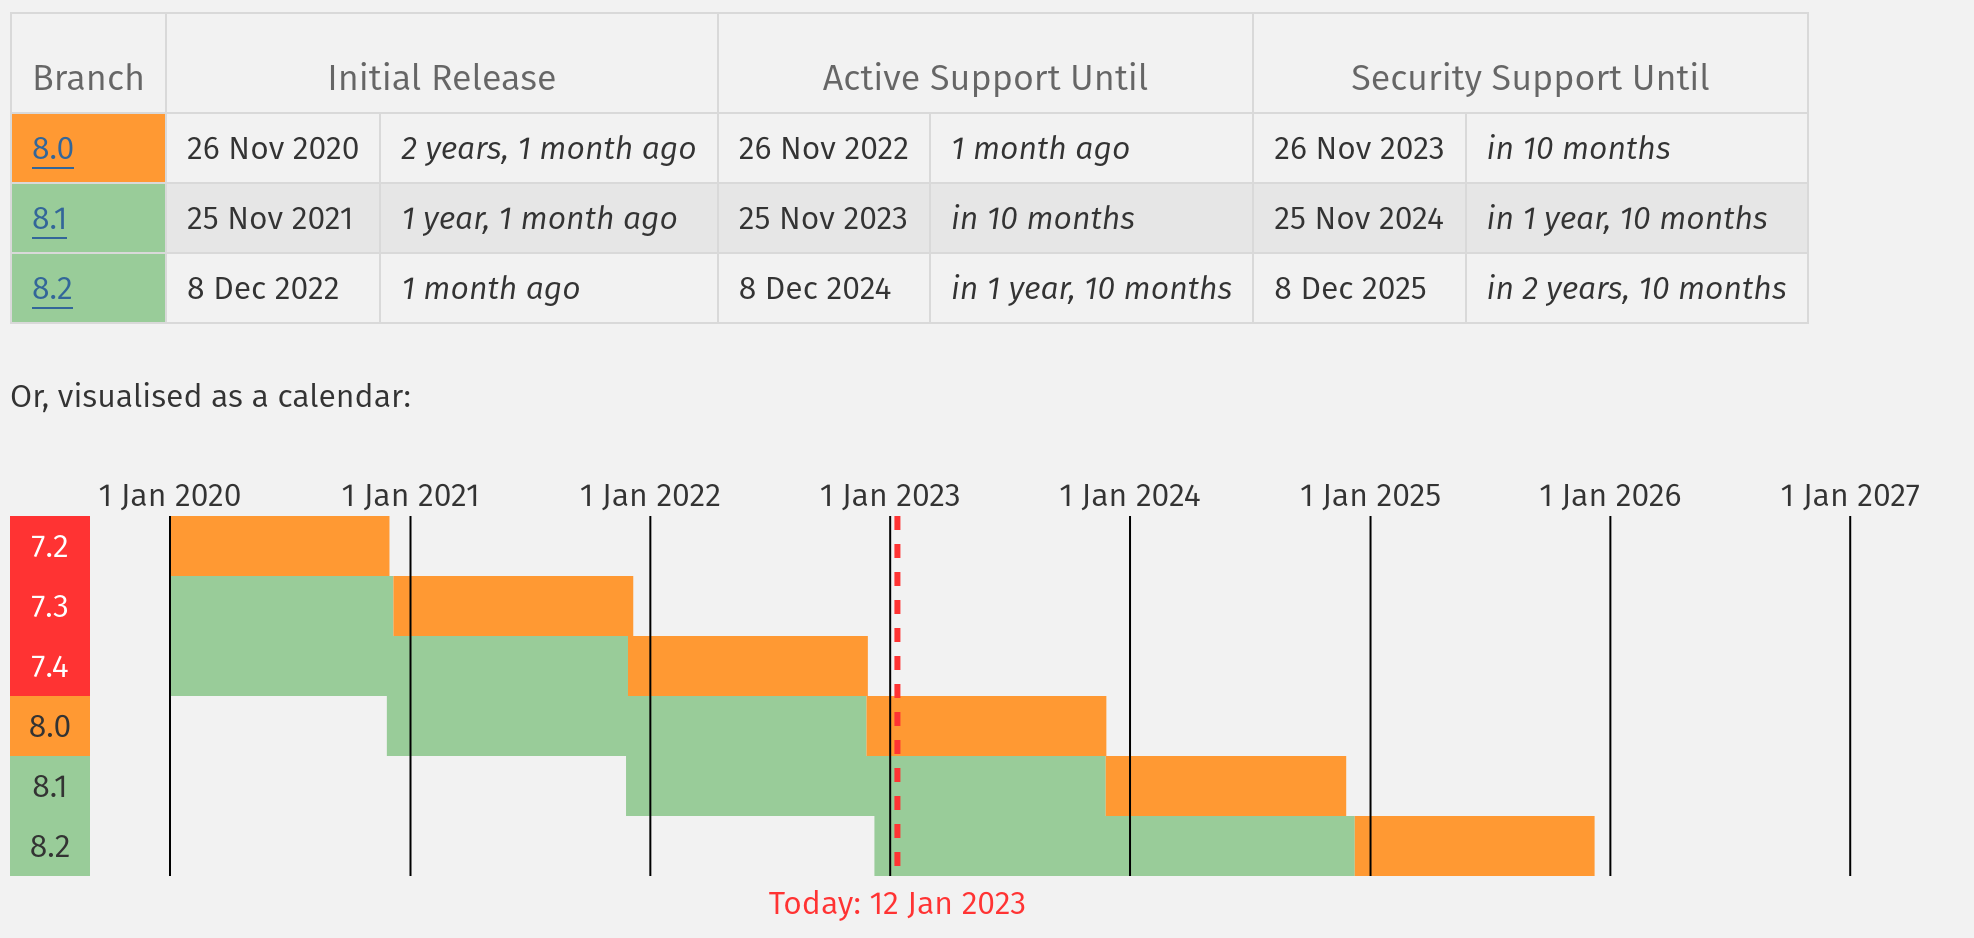 Branch Initial Release Active Support Until Security Support Until
8.0 26 Nov 2020 2 years, 1 month ago 26 Nov 2022 1 month ago 26 Nov 2023 in 10 months
8.1 25 Nov 2021 1 year, 1 month ago 25 Nov 2023 in 10 months 25 Nov 2024 in 1 year, 10 months
8.2 8 Dec 2022 1 month ago 8 Dec 2024 in 1 year, 10 months 8 Dec 2025 in 2 years, 10 months
Or, visualised as a calendar:
1 Jan 2020 1 Jan 2021 1 Jan 2022 1 Jan 2023 1 Jan 2024 1 Jan 2025 1 Jan 2026 1 Jan 2027
7.2
7.3
7.4
8.0
8.1
8.2
Today: 12 Jan 2023